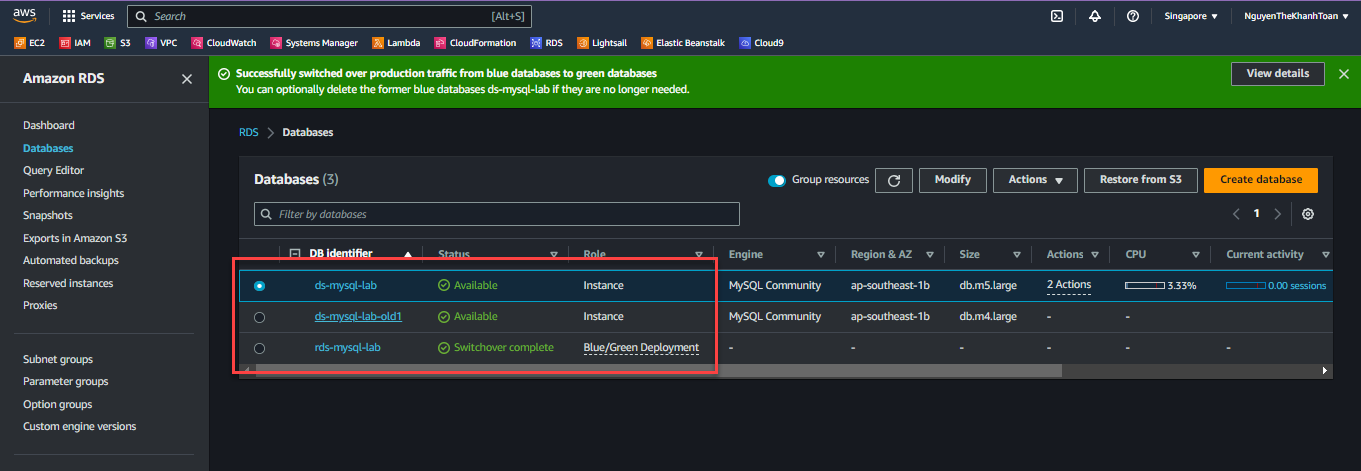 aws Services Search [Alt+S] Singapore ▼ NguyenTheKhanhToan ▼
EC2 IAM S3 VPC CloudWatch Systems Manager Lambda CloudFormation RDS Lightsail Elastic Beanstalk Cloud9
Amazon RDS
Dashboard
Databases
Query Editor
Performance insights
Snapshots
Exports in Amazon S3
Automated backups
Reserved instances
Proxies
Subnet groups
Parameter groups
Option groups
Custom engine versions
Successfully switched over production traffic from blue databases to green databases
You can optionally delete the former blue databases ds-mysql-lab if they are no longer needed.
View details
RDS > Databases
Databases (3) Group resources Modify Actions ▼ Restore from S3 Create database
Filter by databases 1
DB identifier Status Role Engine Region & AZ Size Actions CPU Current activity
ds-mysql-lab Available Instance MySQL Community ap-southeast-1b db.m5.large 2 Actions 3.33% 0.00 sessions
ds-mysql-lab-old1 Available Instance MySQL Community ap-southeast-1b db.m4.large - -
rds-mysql-lab Switchover complete Blue/Green Deployment - - - - - -